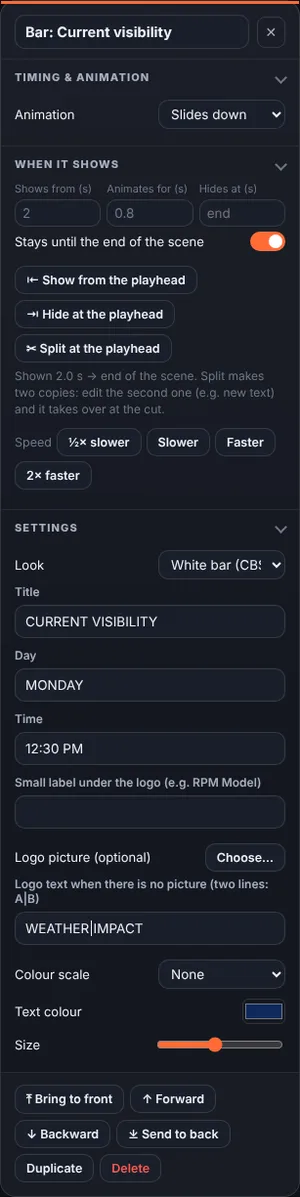 Bar: Current visibility
TIMING & ANIMATION
Animation Slides down
WHEN IT SHOWS
Shows from (s) Animates for (s) Hides at (s)
2 0.8 end
Stays until the end of the scene
⇤ Show from the playhead
⇥ Hide at the playhead
✂ Split at the playhead
Shown 2.0 s → end of the scene. Split makes
two copies: edit the second one (e.g. new text)
and it takes over at the cut.
Speed ½× slower Slower Faster
2× faster
SETTINGS
Look White bar (CBS
Title
CURRENT VISIBILITY
Day
MONDAY
Time
12:30 PM
Small label under the logo (e.g. RPM Model)
Logo picture (optional) Choose...
Logo text when there is no picture (two lines:
A|B)
WEATHER|IMPACT
Colour scale None
Text colour
Size
⤒ Bring to front ↑ Forward
↓ Backward ⤓ Send to back
Duplicate Delete